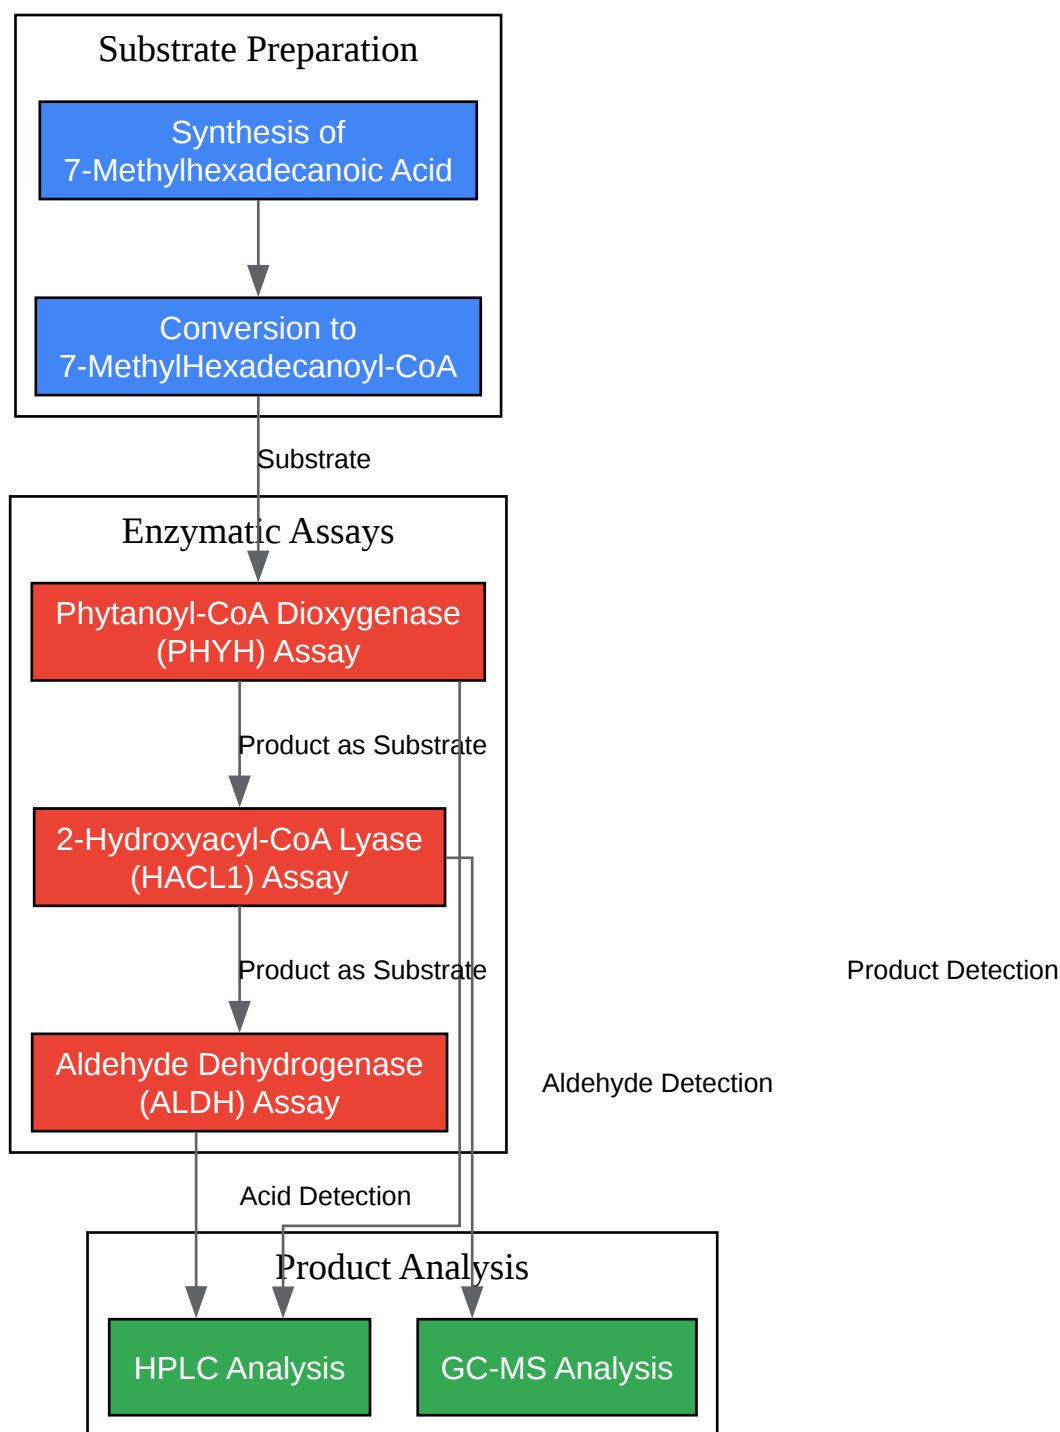 Substrate Preparation
Synthesis of
7-Methylhexadecanoic Acid
Conversion to
7-MethylHexadecanoyl-CoA
Substrate
Enzymatic Assays
Phytanoyl-CoA Dioxygenase
(PHYH) Assay
Product as Substrate
2-Hydroxyacyl-CoA Lyase
(HACL1) Assay
Product as Substrate
Product Detection
Aldehyde Dehydrogenase
(ALDH) Assay
Aldehyde Detection
Acid Detection
Product Analysis
HPLC Analysis
GC-MS Analysis